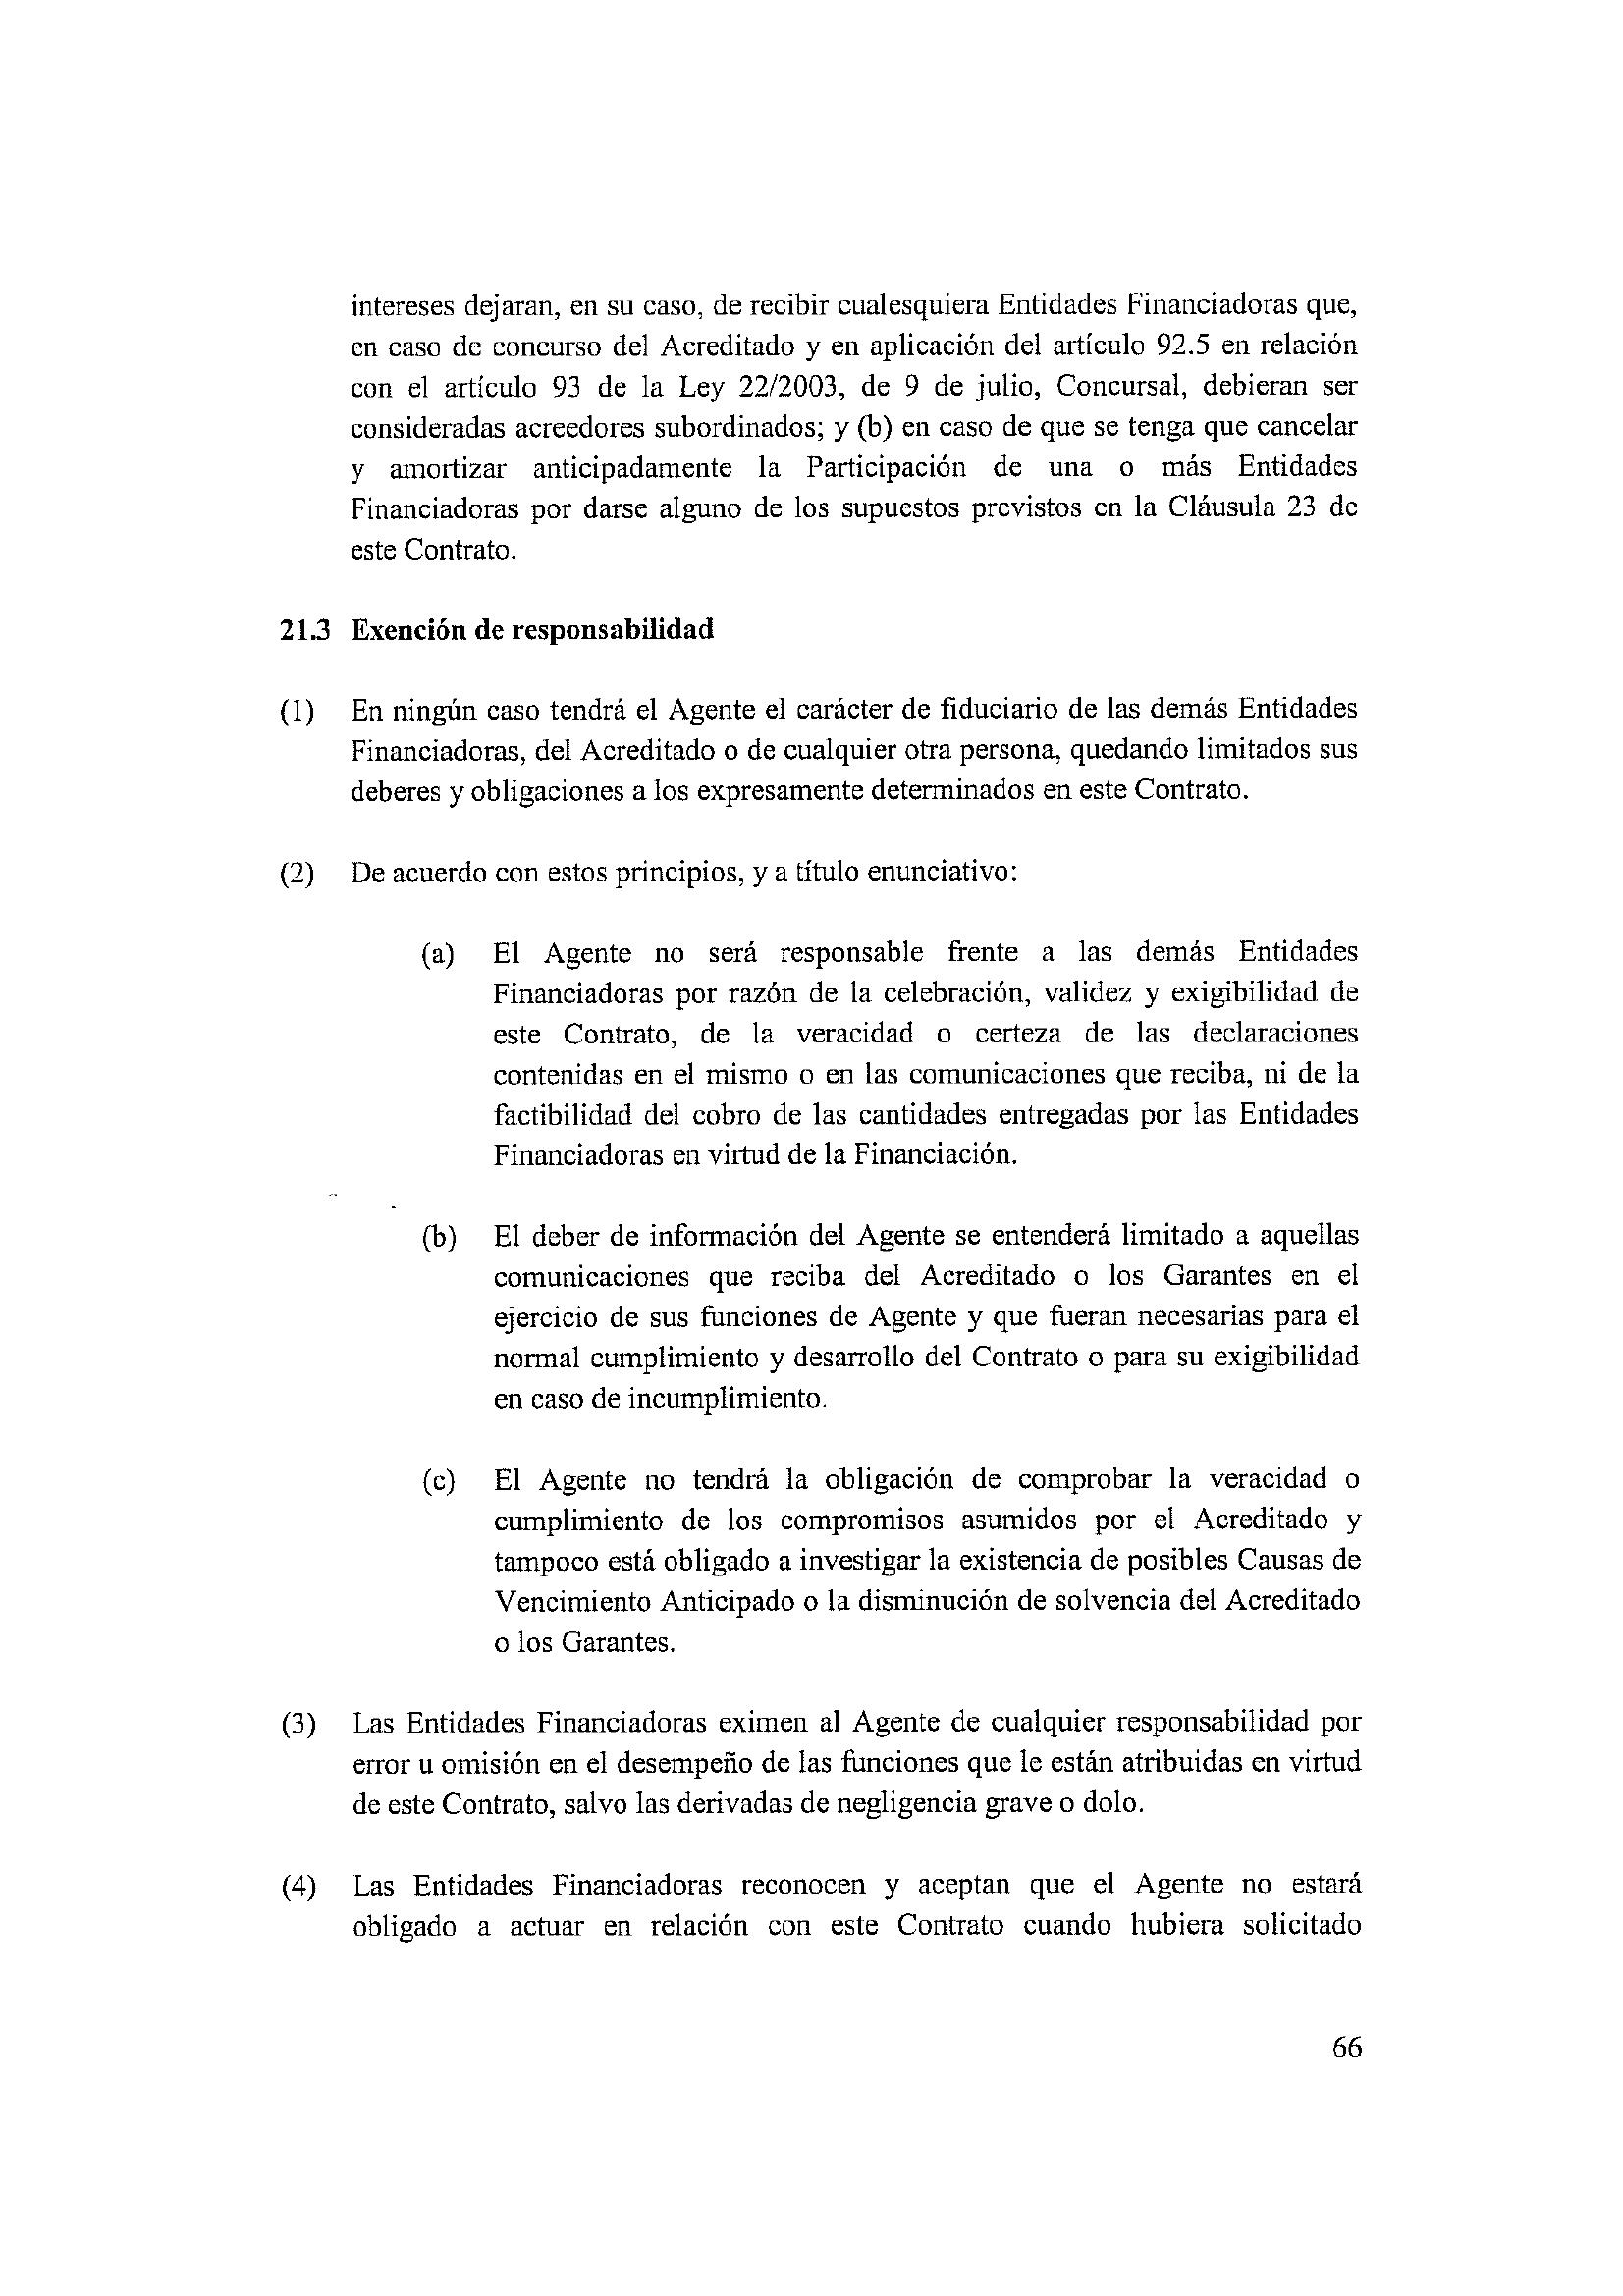 intereses dejaran, en su caso, de recibir cualesquiera Entidades Financiadoras que,
en caso de concurso del Acreditado y en aplicación del artículo 92.5 en relación
con el artículo 93 de la Ley 22/2003, de 9 de julio, Concursal, debieran ser
consideradas acreedores subordinados; y (b) en caso de que se tenga que cancelar
y amortizar anticipadamente la Participación de una o más Entidades
Financiadoras por darse alguno de los supuestos previstos en la Cláusula 23 de
este Contrato.
21.3 Exención de responsabilidad
(1) En ningún caso tendrá el Agente el carácter de fiduciario de las demás Entidades
Financiadoras, del Acreditado o de cualquier otra persona, quedando limitados sus
deberes y obligaciones a los expresamente determinados en este Contrato.
(2) De acuerdo con estos principios, y a título enunciativo:
(a) El Agente no será responsable frente a las demás Entidades
Financiadoras por razón de la celebración, validez y exigibilidad de
este Contrato, de la veracidad o certeza de las declaraciones
contenidas en el mismo o en las comunicaciones que reciba, ni de la
factibilidad del cobro de las cantidades entregadas por las Entidades
Financiadoras en virtud de la Financiación.
(b) El deber de información del Agente se entenderá limitado a aquellas
comunicaciones que reciba del Acreditado o los Garantes en el
ejercicio de sus funciones de Agente y que fueran necesarias para el
normal cumplimiento y desarrollo del Contrato o para su exigibilidad
en caso de incumplimiento.
(c) El Agente no tendrá la obligación de comprobar la veracidad o
cumplimiento de los compromisos asumidos por el Acreditado y
tampoco está obligado a investigar la existencia de posibles Causas de
Vencimiento Anticipado o la disminución de solvencia del Acreditado
o los Garantes.
(3) Las Entidades Financiadoras eximen al Agente de cualquier responsabilidad por
error u omisión en el desempeño de las funciones que le están atribuidas en virtud
de este Contrato, salvo las derivadas de negligencia grave o dolo.
(4) Las Entidades Financiadoras reconocen y aceptan que el Agente no estará
obligado a actuar en relación con este Contrato cuando hubiera solicitado
66